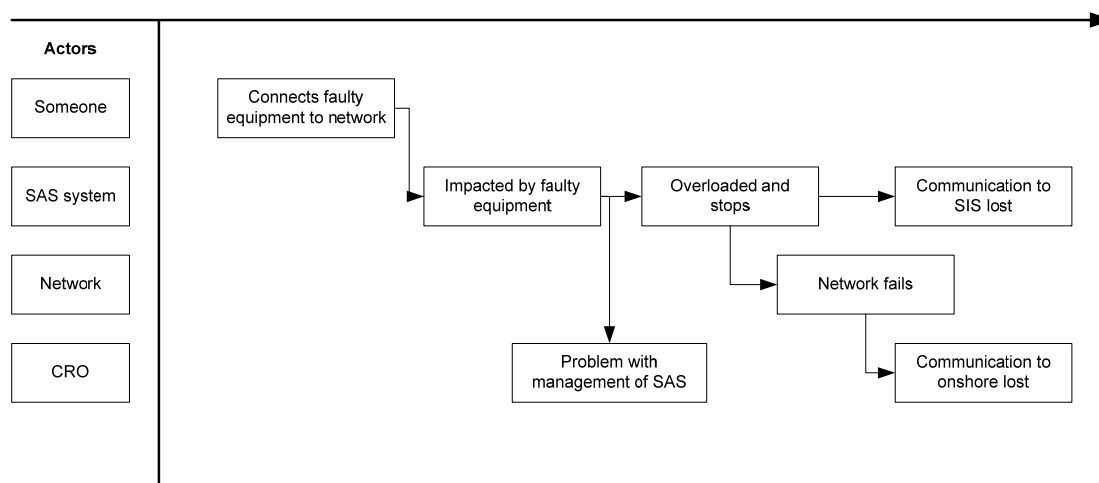 Actors
Someone
Connects faulty
equipment to network
SAS system
Impacted by faulty
equipment
Overloaded and
stops
Communication to
SIS lost
Network
Network fails
CRO
Problem with
management of SAS
Communication to
onshore lost